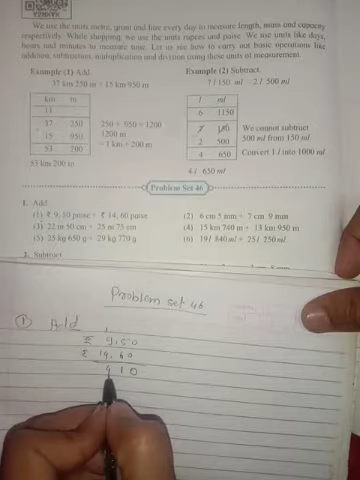 We use the units metre, gram and litre every day to measure length, mass and capacity
respectively. While shopping, we use the units rupees and paise. We use units like days,
hours and minutes to measure time. Let us see how to carry out basic operations like
addition, subtraction, multiplication and division using these units of measurement.
Example (1) Add.
37 km 250 m + 15 km 950 m
km m
11
37 250
15 950
53 200
250 + 950 = 1200
1200 m
= 1 km + 200 m
53 km 200 m
Example (2) Subtract.
7 l 150 ml − 2 l 500 ml
l ml
6 1150
7 150
2 500
4 650
We cannot subtract
500 ml from 150 ml
Convert 1 l into 1000 ml
4 l 650 ml
Problem Set 46
1. Add
(1) ₹ 9, 50 paise + ₹ 14, 60 paise
(2) 6 cm 5 mm + 7 cm 9 mm
(3) 22 m 50 cm + 25 m 75 cm
(4) 15 km 740 m + 13 km 950 m
(5) 25 kg 650 g + 29 kg 770 g
(6) 19 l 840 ml + 25 l 250 ml
2. Subtract
Problem set 46
① Add
₹ 9.50
₹ 14.60
10